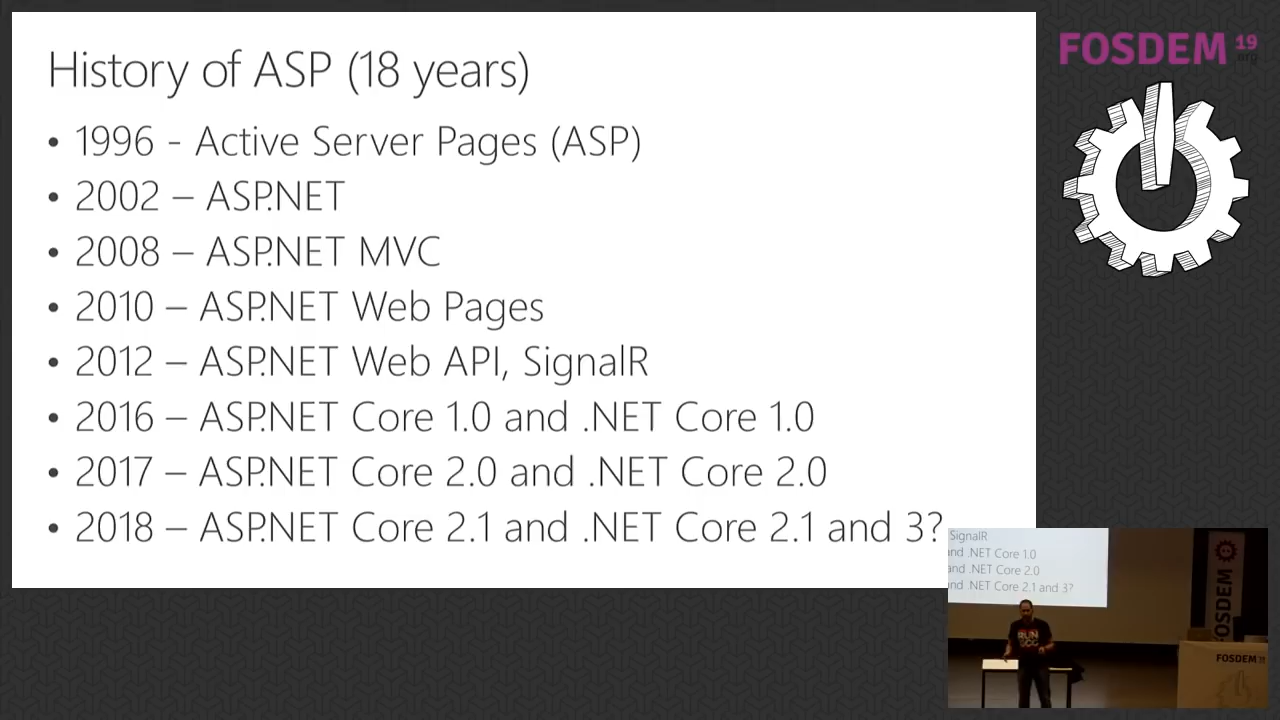 History of ASP (18 years)
• 1996 - Active Server Pages (ASP)
• 2002 – ASP.NET
• 2008 – ASP.NET MVC
• 2010 – ASP.NET Web Pages
• 2012 – ASP.NET Web API, SignalR
• 2016 – ASP.NET Core 1.0 and .NET Core 1.0
• 2017 – ASP.NET Core 2.0 and .NET Core 2.0
• 2018 – ASP.NET Core 2.1 and .NET Core 2.1 and 3?
FOSDEM 19
.org
SignalR
and .NET Core 1.0
and .NET Core 2.0
and .NET Core 2.1 and 3?
FOSDEM
RUN
FOSDEM 19